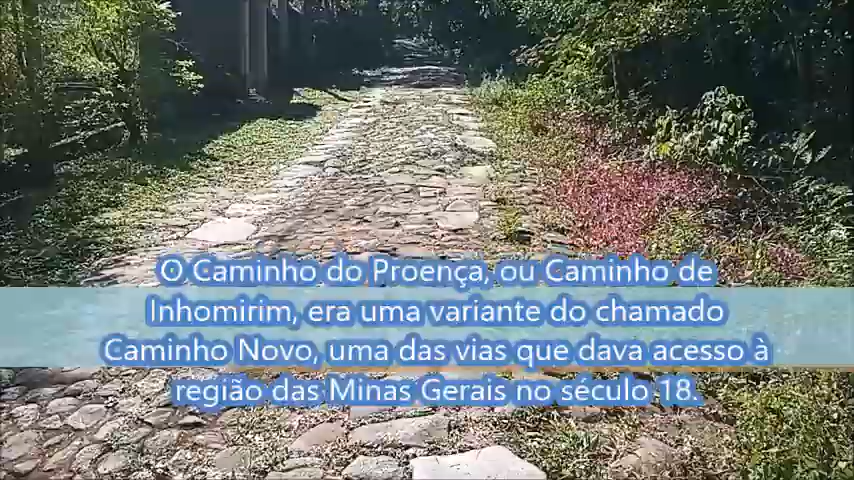 O Caminho do Proença, ou Caminho de
Inhomirim, era uma variante do chamado
Caminho Novo, uma das vias que dava acesso à
região das Minas Gerais no século 18.